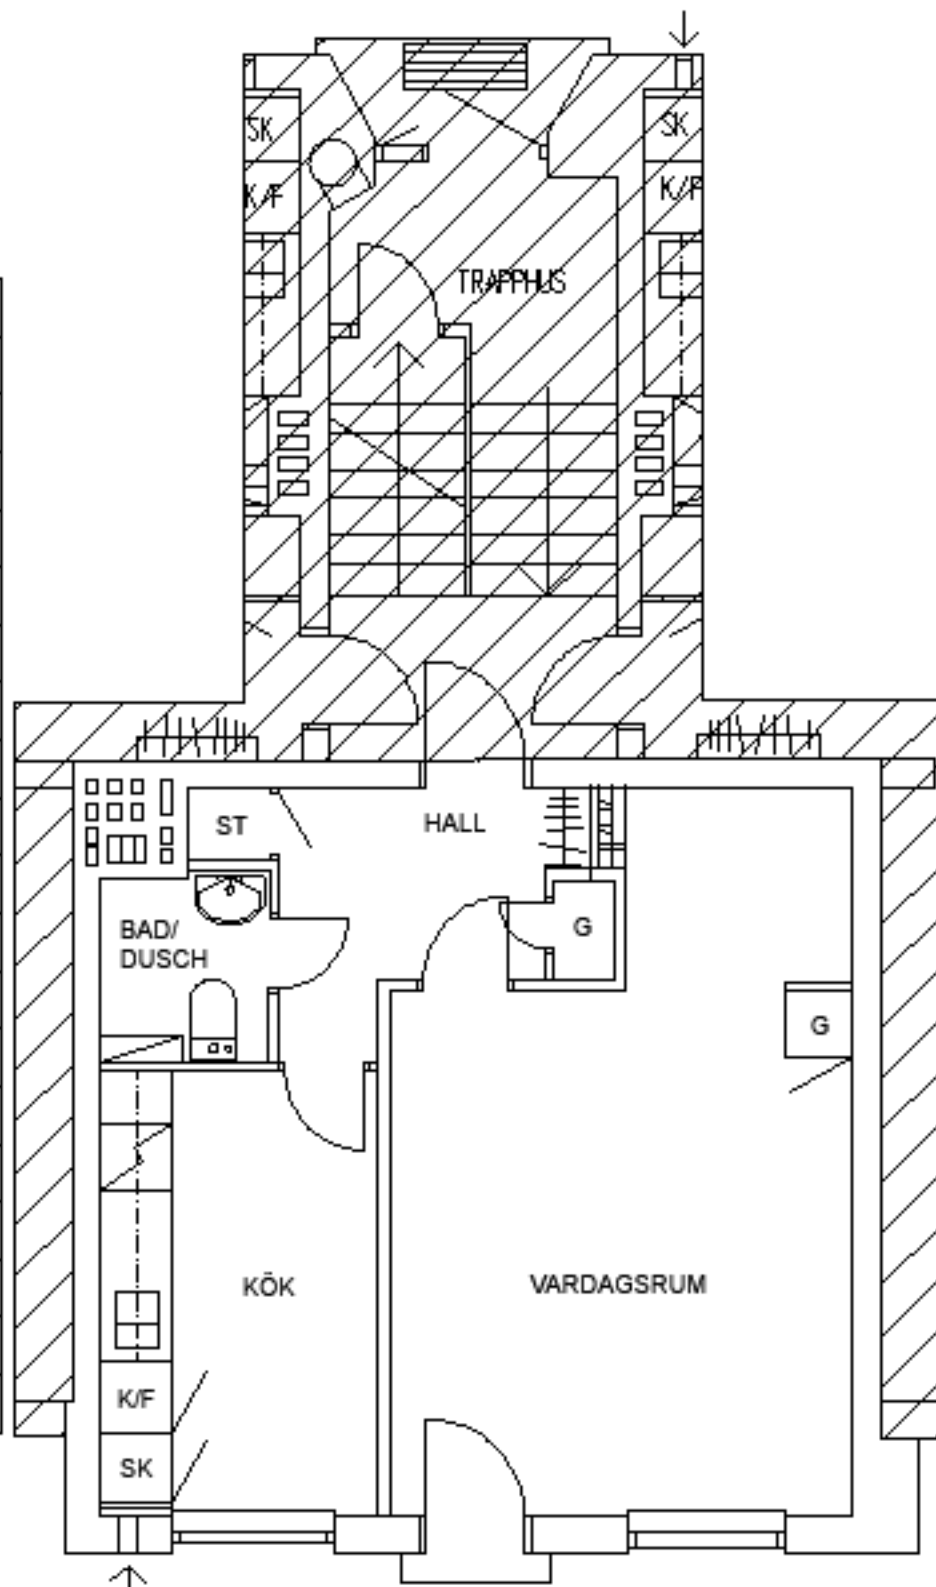 SK
SK
K/F
K/F
TRAPPHUS
ST
HALL
BAD/
DUSCH
G
G
KÖK
VARDAGSRUM
K/F
SK